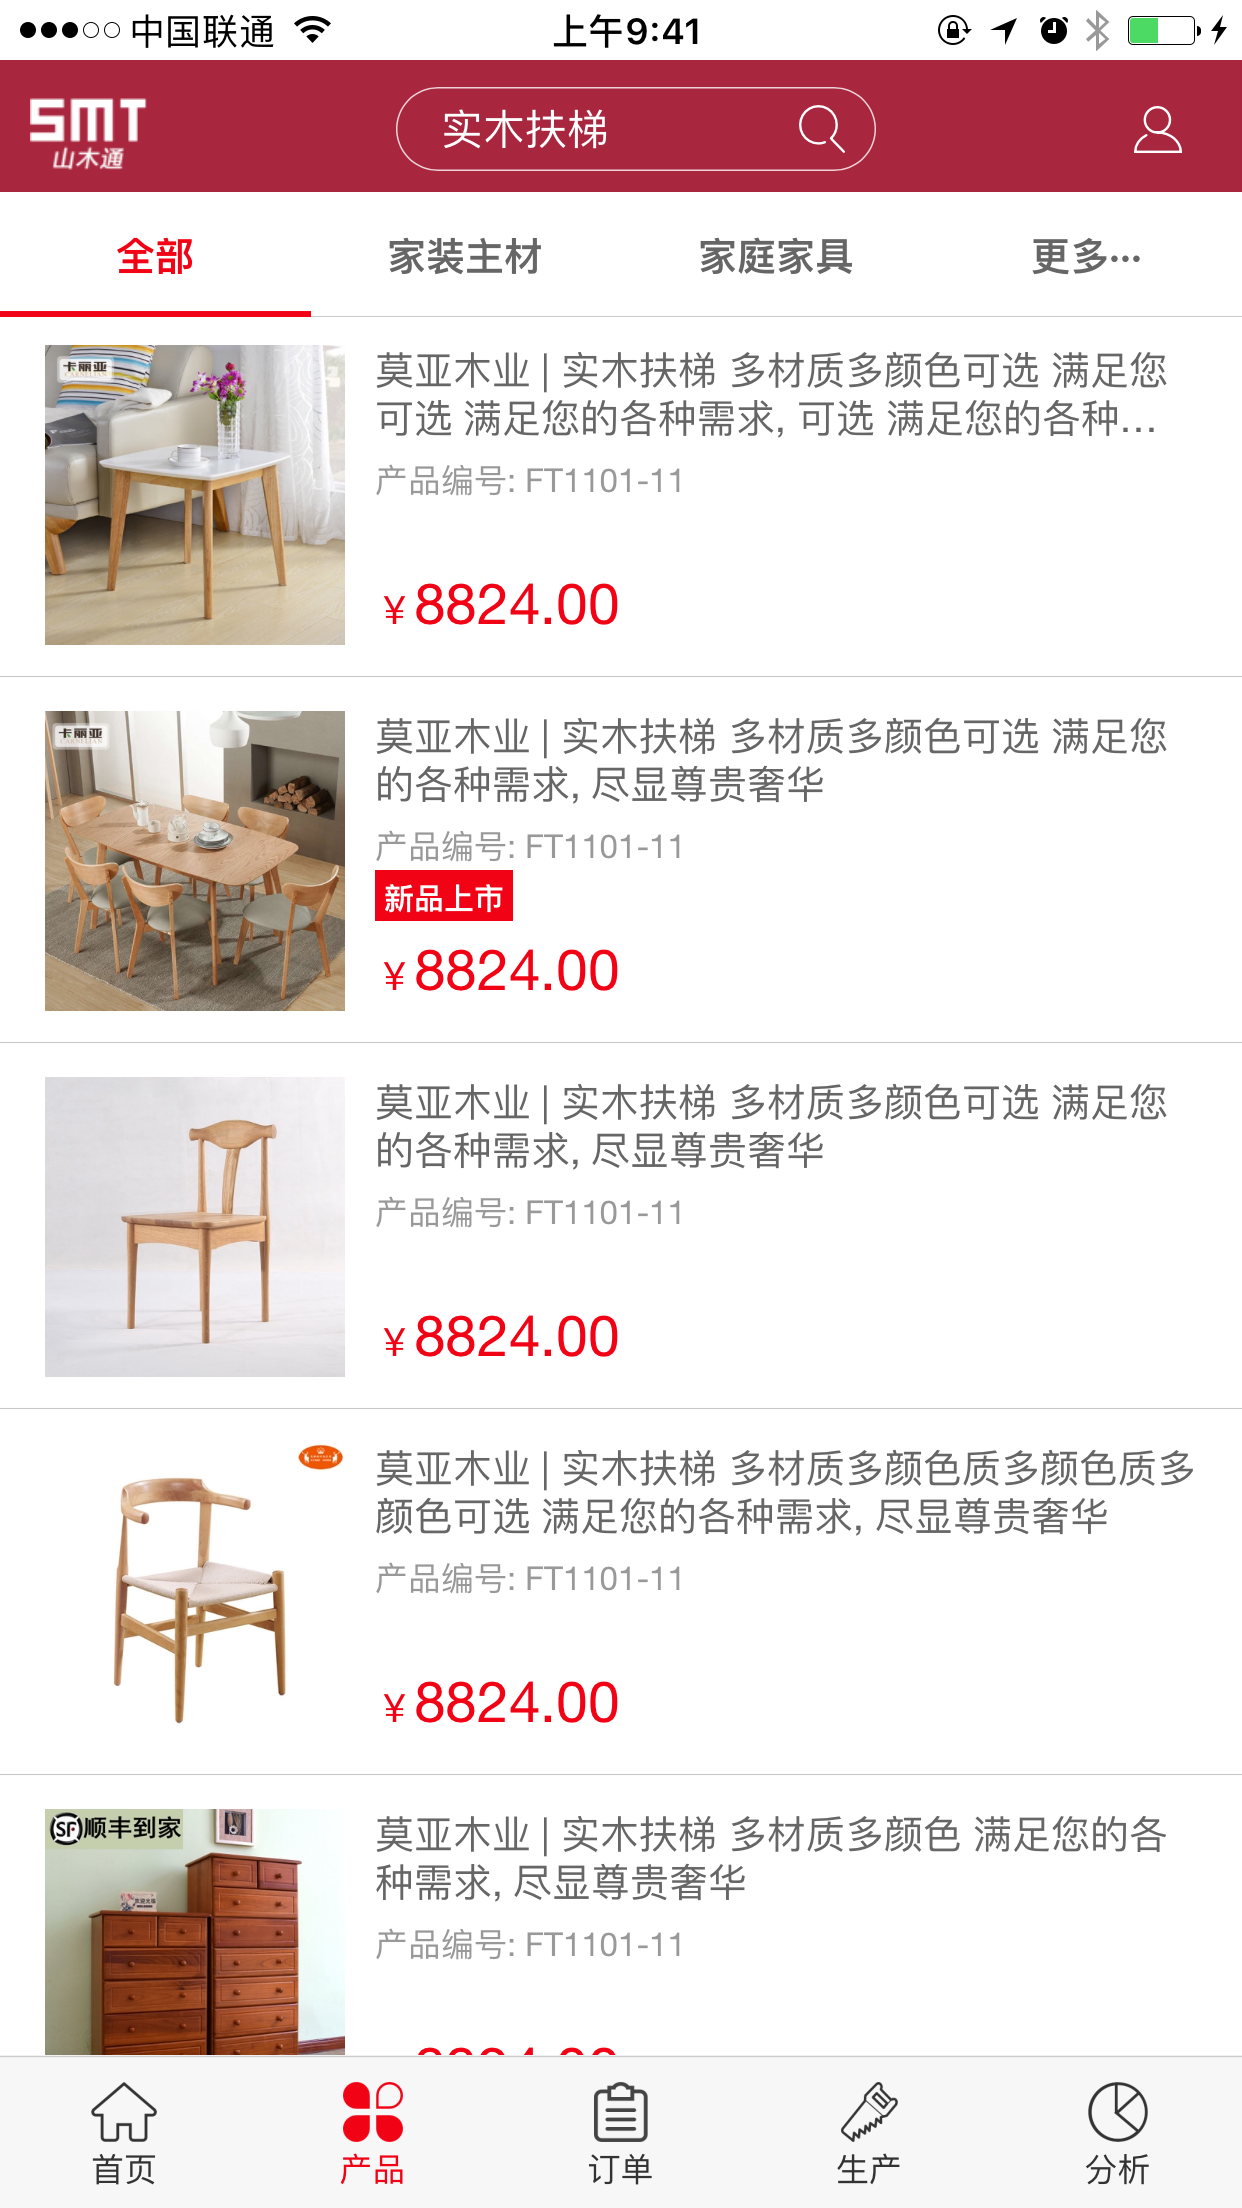 中国联通
上午9:41
SMT
山木通
实木扶梯
全部
家装主材
家庭家具
更多···
卡丽亚
莫亚木业 | 实木扶梯 多材质多颜色可选 满足您
可选 满足您的各种需求, 可选 满足您的各种...
产品编号: FT1101-11
¥ 8824.00
卡丽亚
莫亚木业 | 实木扶梯 多材质多颜色可选 满足您
的各种需求, 尽显尊贵奢华
产品编号: FT1101-11
新品上市
¥ 8824.00
莫亚木业 | 实木扶梯 多材质多颜色可选 满足您
的各种需求, 尽显尊贵奢华
产品编号: FT1101-11
¥ 8824.00
莫亚木业 | 实木扶梯 多材质多颜色质多颜色质多
颜色可选 满足您的各种需求, 尽显尊贵奢华
产品编号: FT1101-11
¥ 8824.00
SF 顺丰到家
莫亚木业 | 实木扶梯 多材质多颜色 满足您的各
种需求, 尽显尊贵奢华
产品编号: FT1101-11
首页
产品
订单
生产
分析